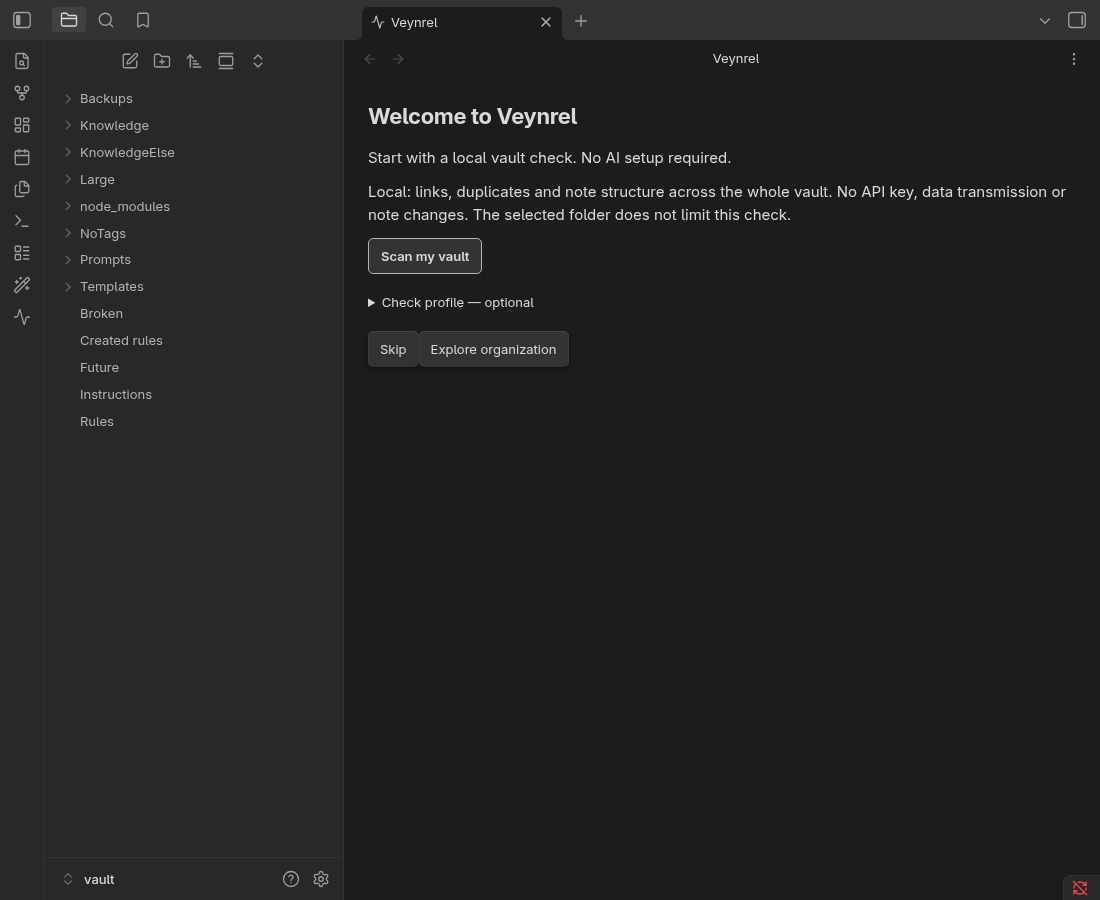 Veynrel
Veynrel
Backups
Knowledge
KnowledgeElse
Large
node_modules
NoTags
Prompts
Templates
Broken
Created rules
Future
Instructions
Rules
vault
Welcome to Veynrel
Start with a local vault check. No AI setup required.
Local: links, duplicates and note structure across the whole vault. No API key, data transmission or
note changes. The selected folder does not limit this check.
Scan my vault
Check profile — optional
Skip
Explore organization